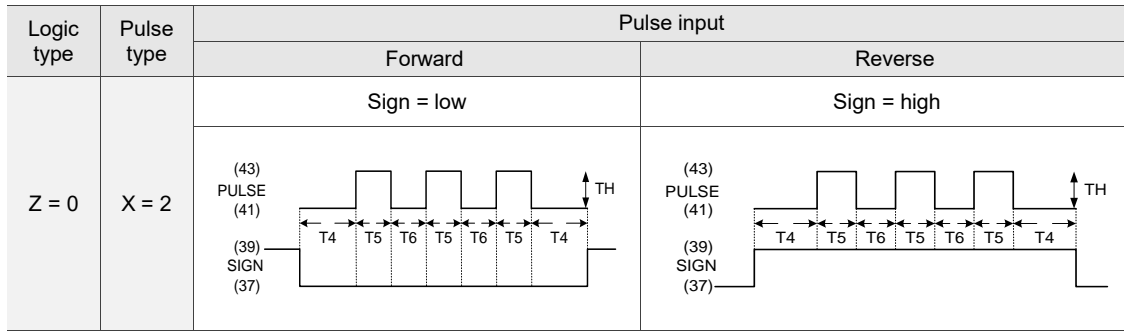 Logic type
Pulse type
Pulse input
Forward
Reverse
Z = 0
X = 2
Sign = low
Sign = high
(43)
PULSE
(41)
TH
T4 T5 T6 T5 T6 T5 T4
(39)
SIGN
(37)
(43)
PULSE
(41)
TH
T4 T5 T6 T5 T6 T5 T4
(39)
SIGN
(37)